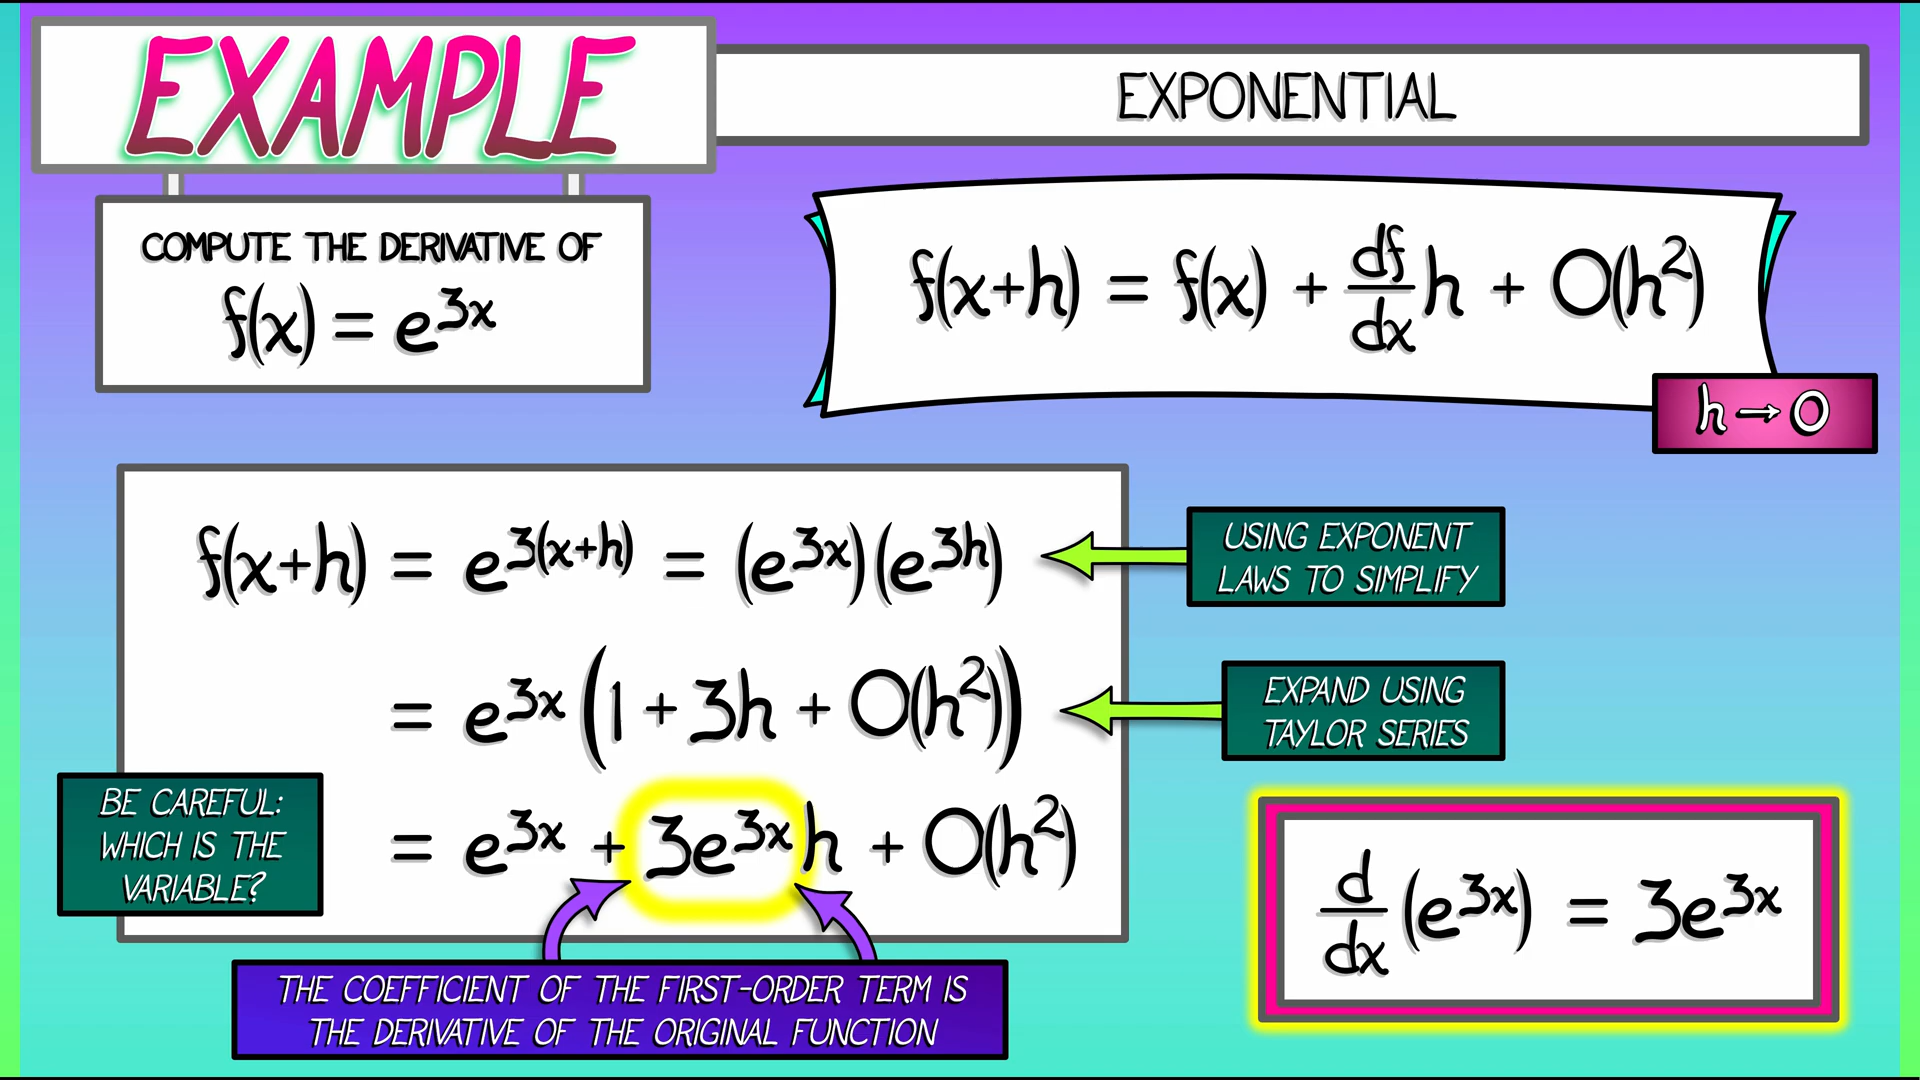 EXAMPLE
EXPONENTIAL
COMPUTE THE DERIVATIVE OF
f(x) = e^{3x}
f(x+h) = f(x) + \frac{df}{dx}h + O(h^2)
h→0
f(x+h) = e^{3(x+h)} = (e^{3x})(e^{3h})
USING EXPONENT
LAWS TO SIMPLIFY
= e^{3x}(1 + 3h + O(h^2))
EXPAND USING
TAYLOR SERIES
BE CAREFUL:
WHICH IS THE
VARIABLE?
= e^{3x} + 3e^{3x}h + O(h^2)
THE COEFFICIENT OF THE FIRST-ORDER TERM IS
THE DERIVATIVE OF THE ORIGINAL FUNCTION
\frac{d}{dx}(e^{3x}) = 3e^{3x}